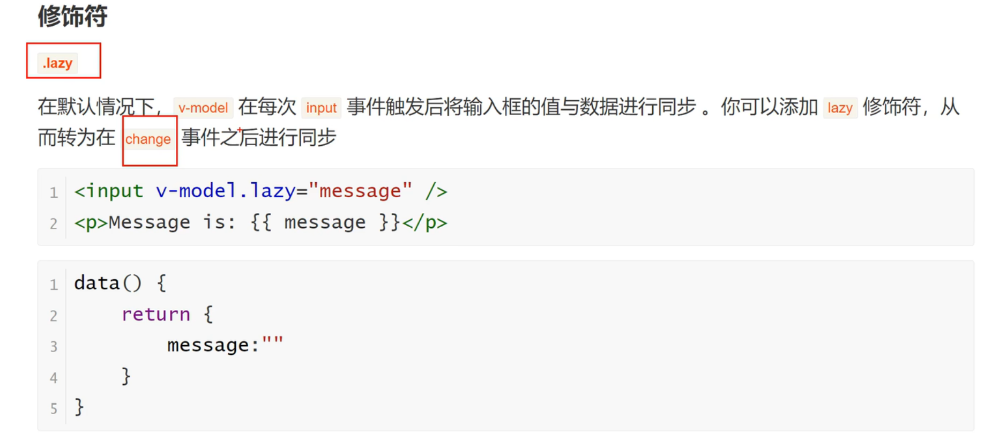 修饰符
.lazy
在默认情况下， v-model 在每次 input 事件触发后将输入框的值与数据进行同步 。你可以添加 lazy 修饰符，从
而转为在 change 事件之后进行同步
1 <input v-model.lazy="message" />
2 <p>Message is: {{ message }}</p>
1 data() {
2     return {
3         message:""
4     }
5 }